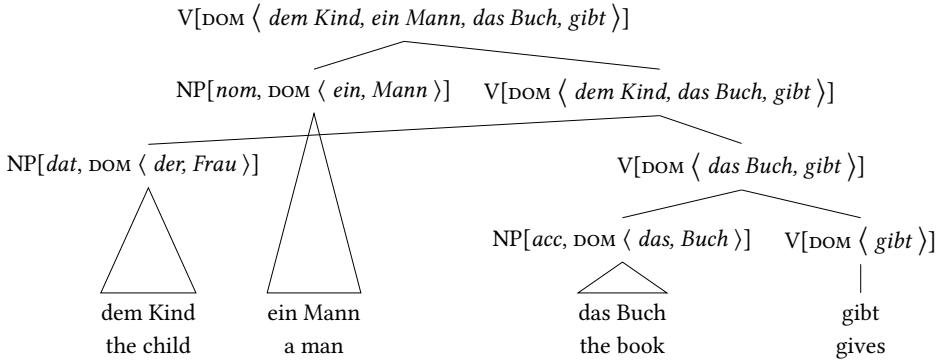 V[DOM ⟨ dem Kind, ein Mann, das Buch, gibt ⟩]
NP[nom, DOM ⟨ ein, Mann ⟩] V[DOM ⟨ dem Kind, das Buch, gibt ⟩]
NP[dat, DOM ⟨ der, Frau ⟩] V[DOM ⟨ das Buch, gibt ⟩]
NP[acc, DOM ⟨ das, Buch ⟩] V[DOM ⟨ gibt ⟩]
dem Kind ein Mann das Buch gibt
the child a man the book gives